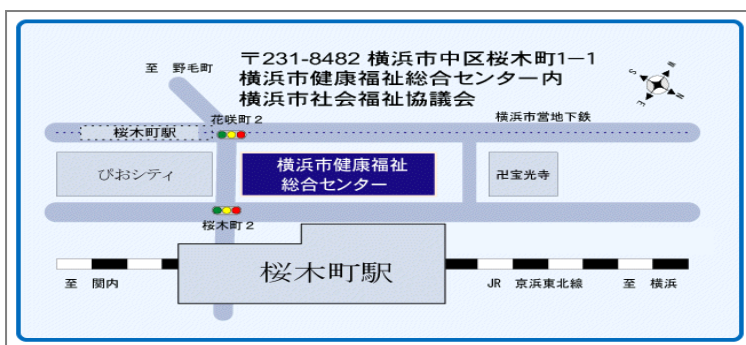 〒231-8482 横浜市中区桜木町1ー1
横浜市健康福祉総合センター内
横浜市社会福祉協議会
至 野毛町
花咲町2
横浜市営地下鉄
桜木町駅
ぴおシティ
横浜市健康福祉
総合センター
卍宝光寺
桜木町2
桜木町駅
至 関内
JR 京浜東北線
至 横浜
S
E